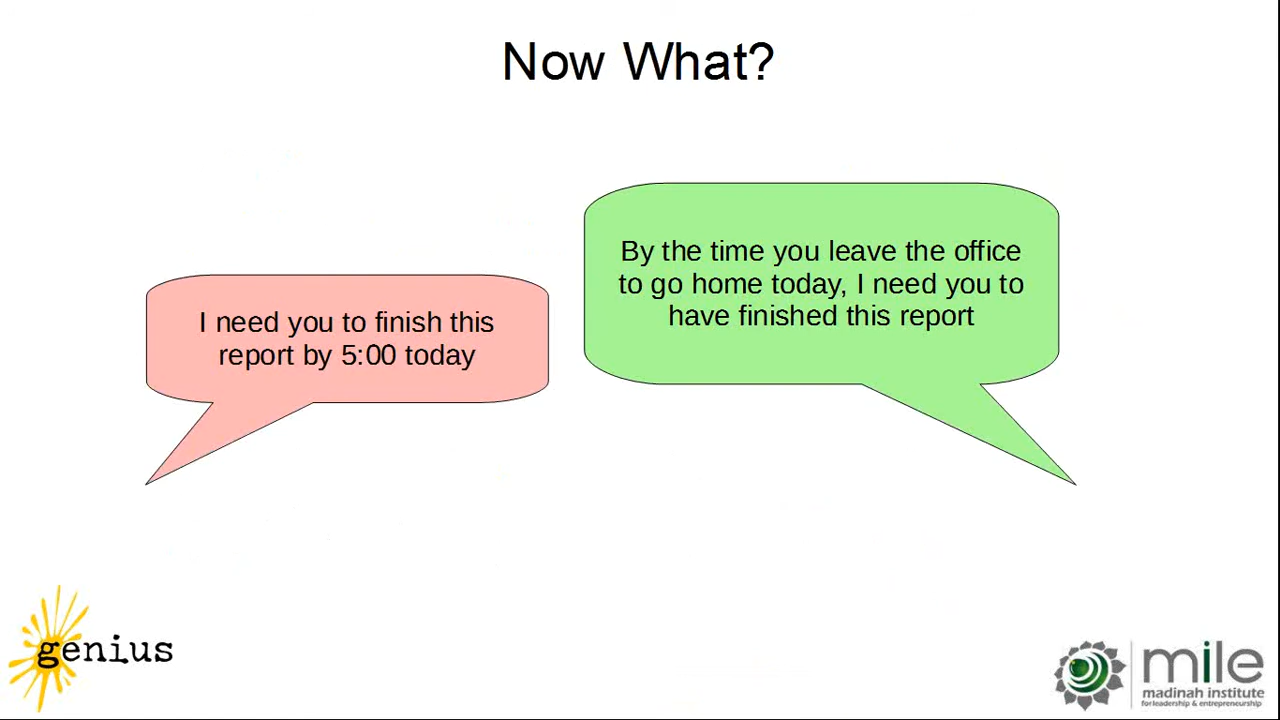 Now What?
I need you to finish this
report by 5:00 today
By the time you leave the office
to go home today, I need you to
have finished this report
genius
mile
madinah institute
for leadership & entrepreneurship